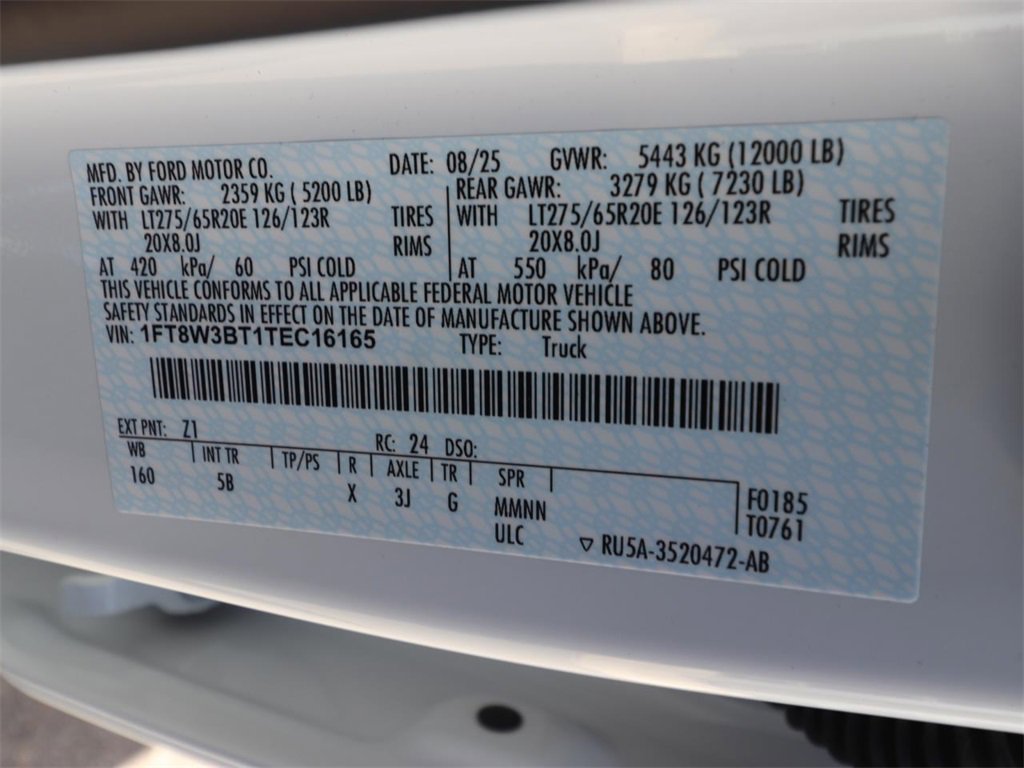 MFD. BY FORD MOTOR CO. DATE: 08/25 GVWR: 5443 KG (12000 LB)
FRONT GAWR: 2359 KG ( 5200 LB) REAR GAWR: 3279 KG ( 7230 LB)
WITH LT275/65R20E 126/123R TIRES WITH LT275/65R20E 126/123R TIRES
20X8.0J RIMS 20X8.0J RIMS
AT 420 kPa/ 60 PSI COLD AT 550 kPa/ 80 PSI COLD
THIS VEHICLE CONFORMS TO ALL APPLICABLE FEDERAL MOTOR VEHICLE
SAFETY STANDARDS IN EFFECT ON THE DATE OF MANUFACTURE SHOWN ABOVE.
VIN: 1FT8W3BT1TEC16165 TYPE: Truck
EXT PNT: Z1 RC: 24 DSO:
WB INT TR TP/PS R AXLE TR SPR
160 5B X 3J G MMNN F0185
ULC T0761
▽ RU5A-3520472-AB